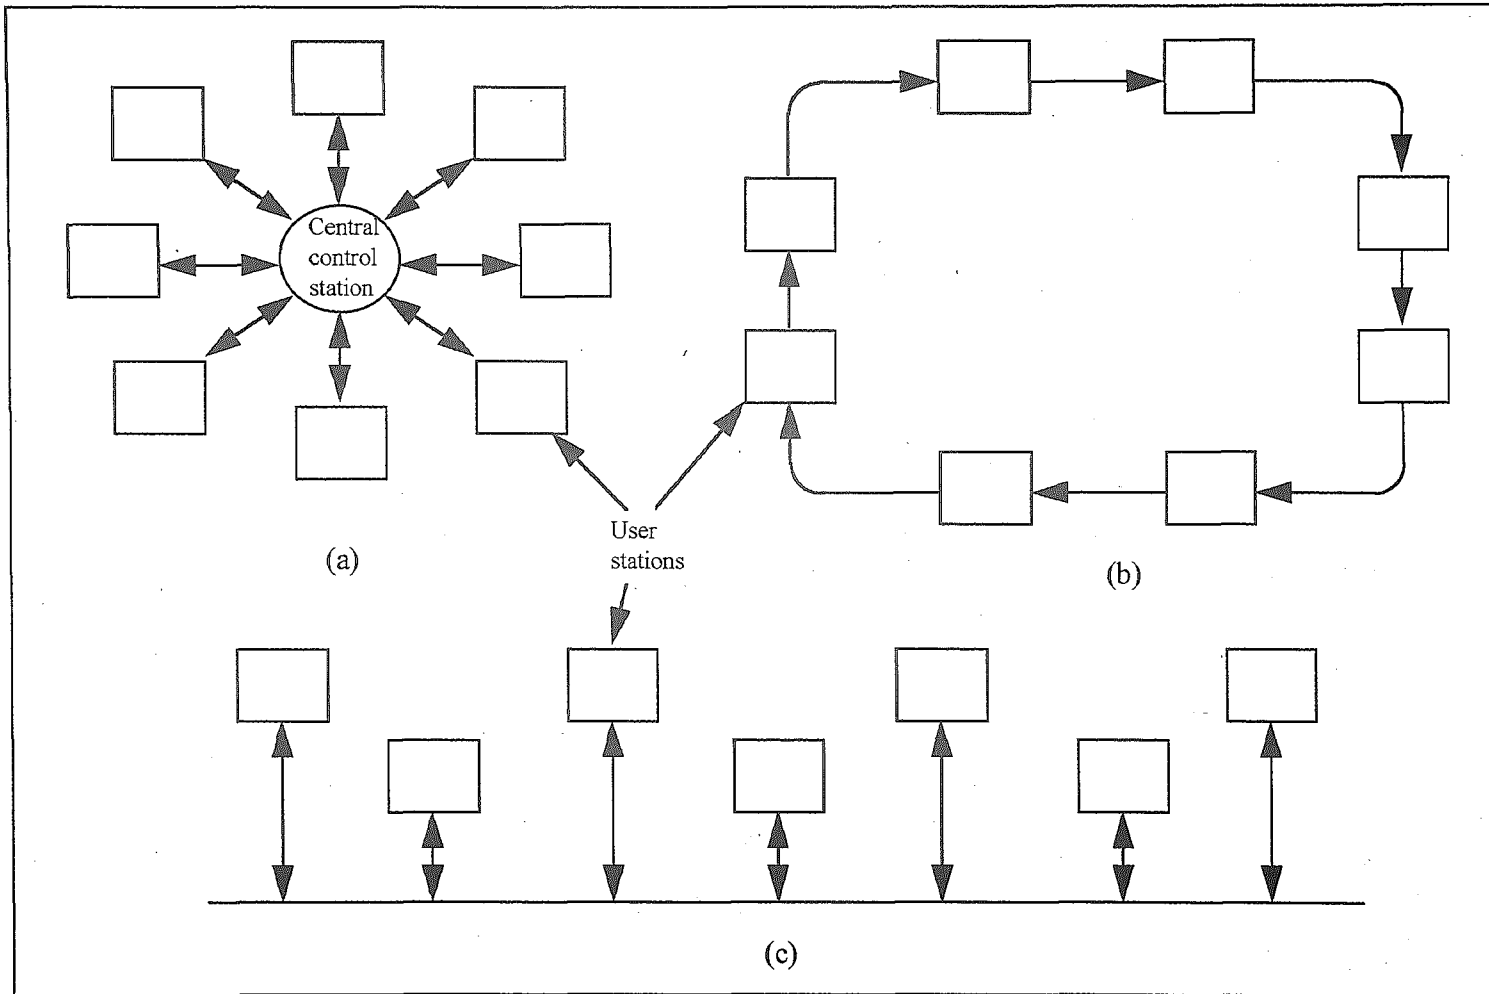 Central
control
station
User
stations
(a)
(b)
(c)